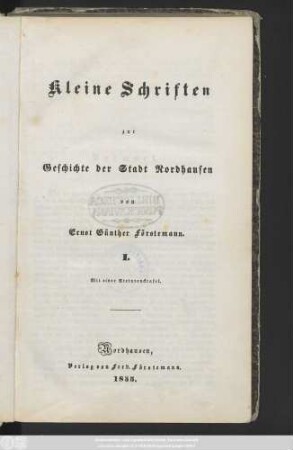 Kleine Schriften
zur
Geschichte der Stadt Nordhausen
von
Ernst Günther Förstemann.
I.
Mit einer Steindrucktafel.
Nordhausen,
Verlag von Ferd. Förstemann.
1855.